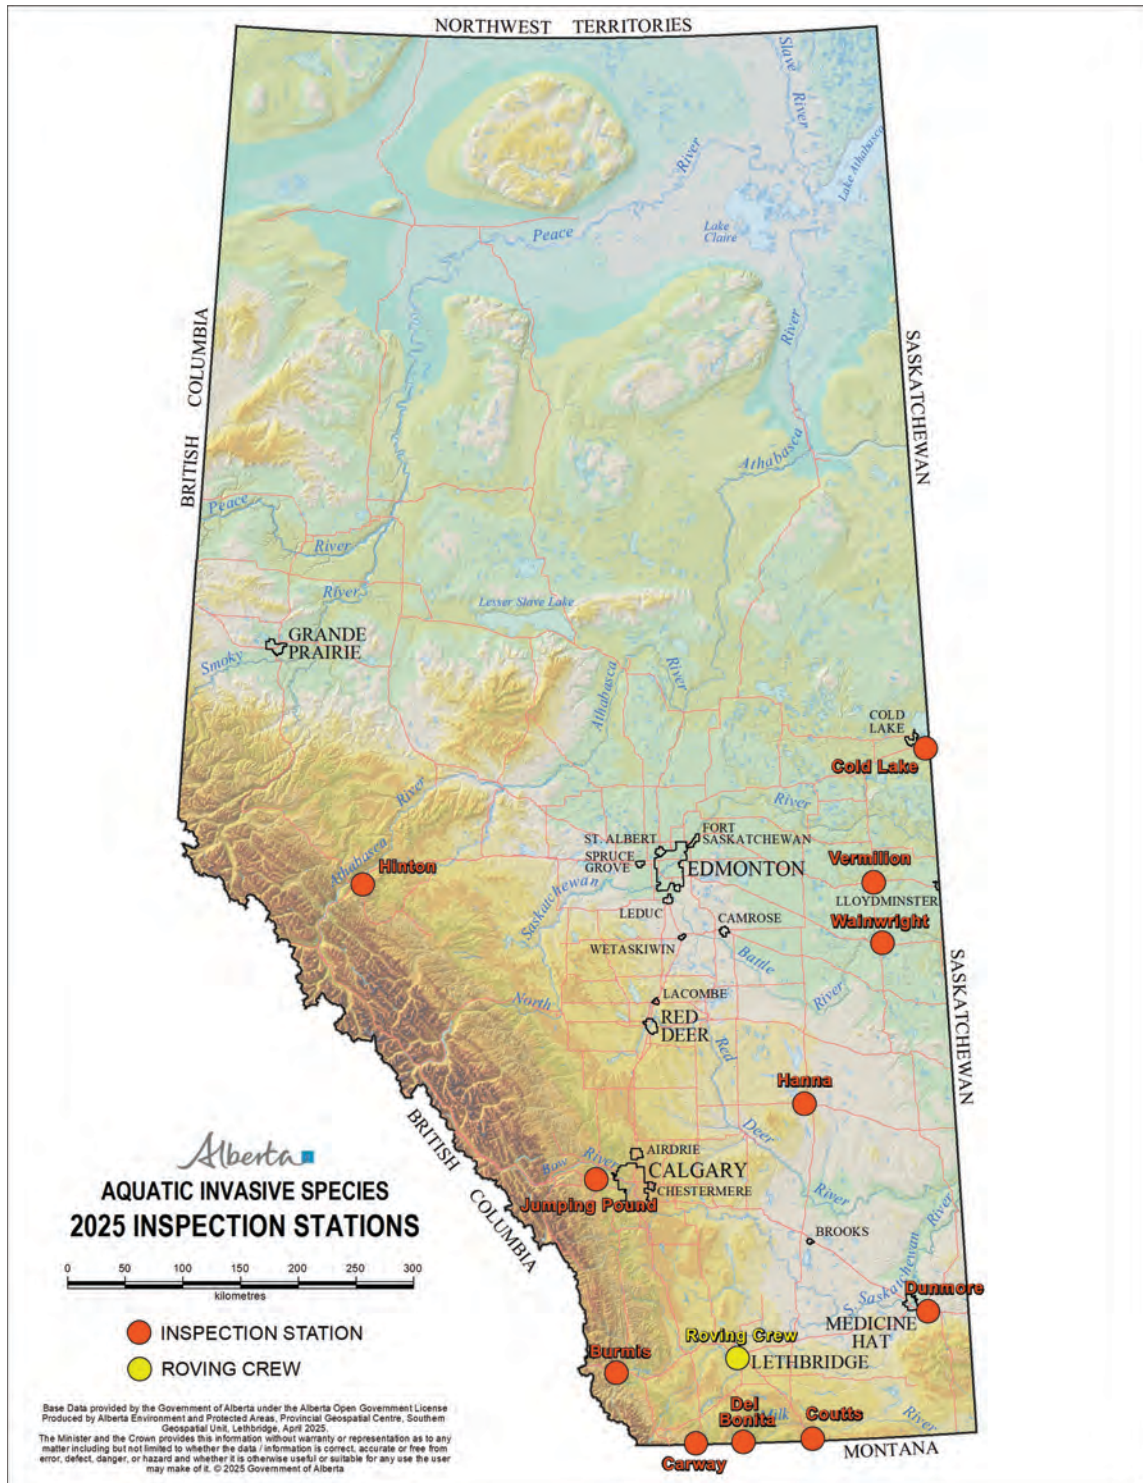 NORTHWEST TERRITORIES
Slave
River
Lake Athabasca
River
Lake
Claire
Peace
River
BRITISH COLUMBIA
SASKATCHEWAN
Athabasca
Peace
River
River
Lesser Slave Lake
GRANDE
PRAIRIE
Smoky
Athabasca
River
COLD
LAKE
Cold Lake
River
River
Athabasca
Hinton
ST. ALBERT
FORT
SASKATCHEWAN
SPRUCE
GROVE
EDMONTON
Vermilion
LLOYDMINSTER
Saskatchewan
LEDUC
CAMROSE
Wainwright
WETASKIWIN
Battle
River
SASKATCHEWAN
North
LACOMBE
RED
DEER
Red
Hanna
Deer
BRITISH
COLUMBIA
AIRDRIE
Bow River
CALGARY
CHESTERMERE
Jumping Pound
River
River
BROOKS
S. Saskatchewan
Dunmore
MEDICINE
HAT
Roving Crew
LETHBRIDGE
Burmis
Del
Bonita
Milk
Coutts
River
Carway
MONTANA
Alberta
AQUATIC INVASIVE SPECIES
2025 INSPECTION STATIONS
0 50 100 150 200 250 300
kilometres
INSPECTION STATION
ROVING CREW
Base Data provided by the Government of Alberta under the Alberta Open Government License
Produced by Alberta Environment and Protected Areas, Provincial Geospatial Centre, Southern
Geospatial Unit, Lethbridge, April 2025.
The Minister and the Crown provides this information without warranty or representation as to any
matter including but not limited to whether the data / information is correct, accurate or free from
error, defect, danger, or hazard and whether it is otherwise useful or suitable for any use the user
may make of it. © 2025 Government of Alberta